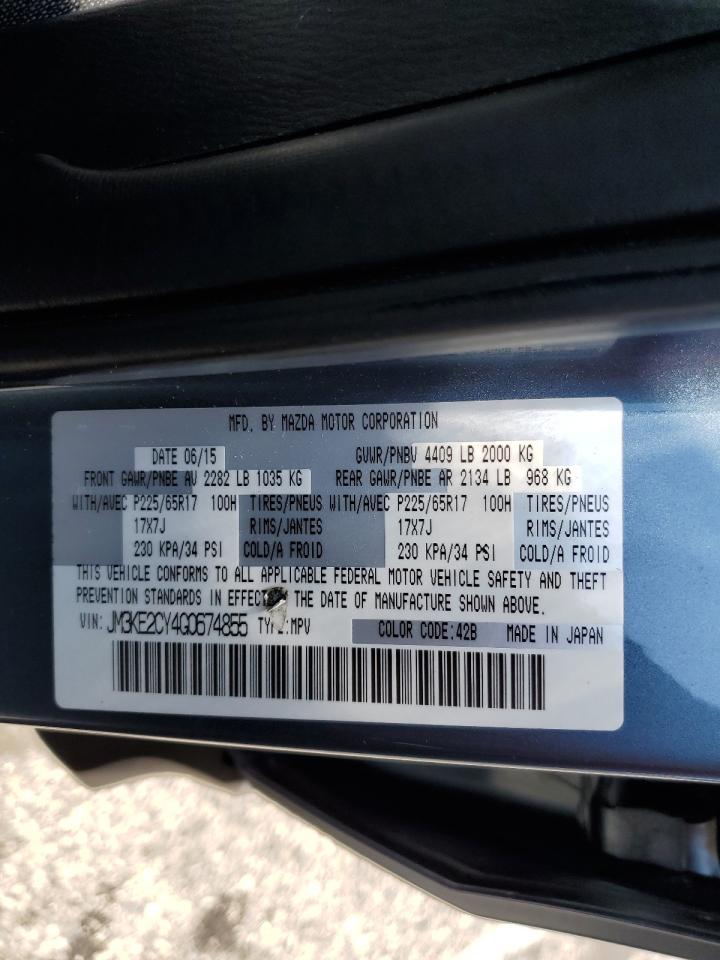 MFD. BY MAZDA MOTOR CORPORATION
DATE 06/15 GVWR/PNBV 4409 LB 2000 KG
FRONT GAWR/PNBE AV 2282 LB 1035 KG REAR GAWR/PNBE AR 2134 LB 968 KG
WITH/AVEC P225/65R17 100H TIRES/PNEUS WITH/AVEC P225/65R17 100H TIRES/PNEUS
17X7J RIMS/JANTES 17X7J RIMS/JANTES
230 KPA/34 PSI COLD/A FROID 230 KPA/34 PSI COLD/A FROID
THIS VEHICLE CONFORMS TO ALL APPLICABLE FEDERAL MOTOR VEHICLE SAFETY AND THEFT
PREVENTION STANDARDS IN EFFECT THE DATE OF MANUFACTURE SHOWN ABOVE.
VIN: JM3KE2CY4G0674855 TYPE:MPV COLOR CODE:42B MADE IN JAPAN